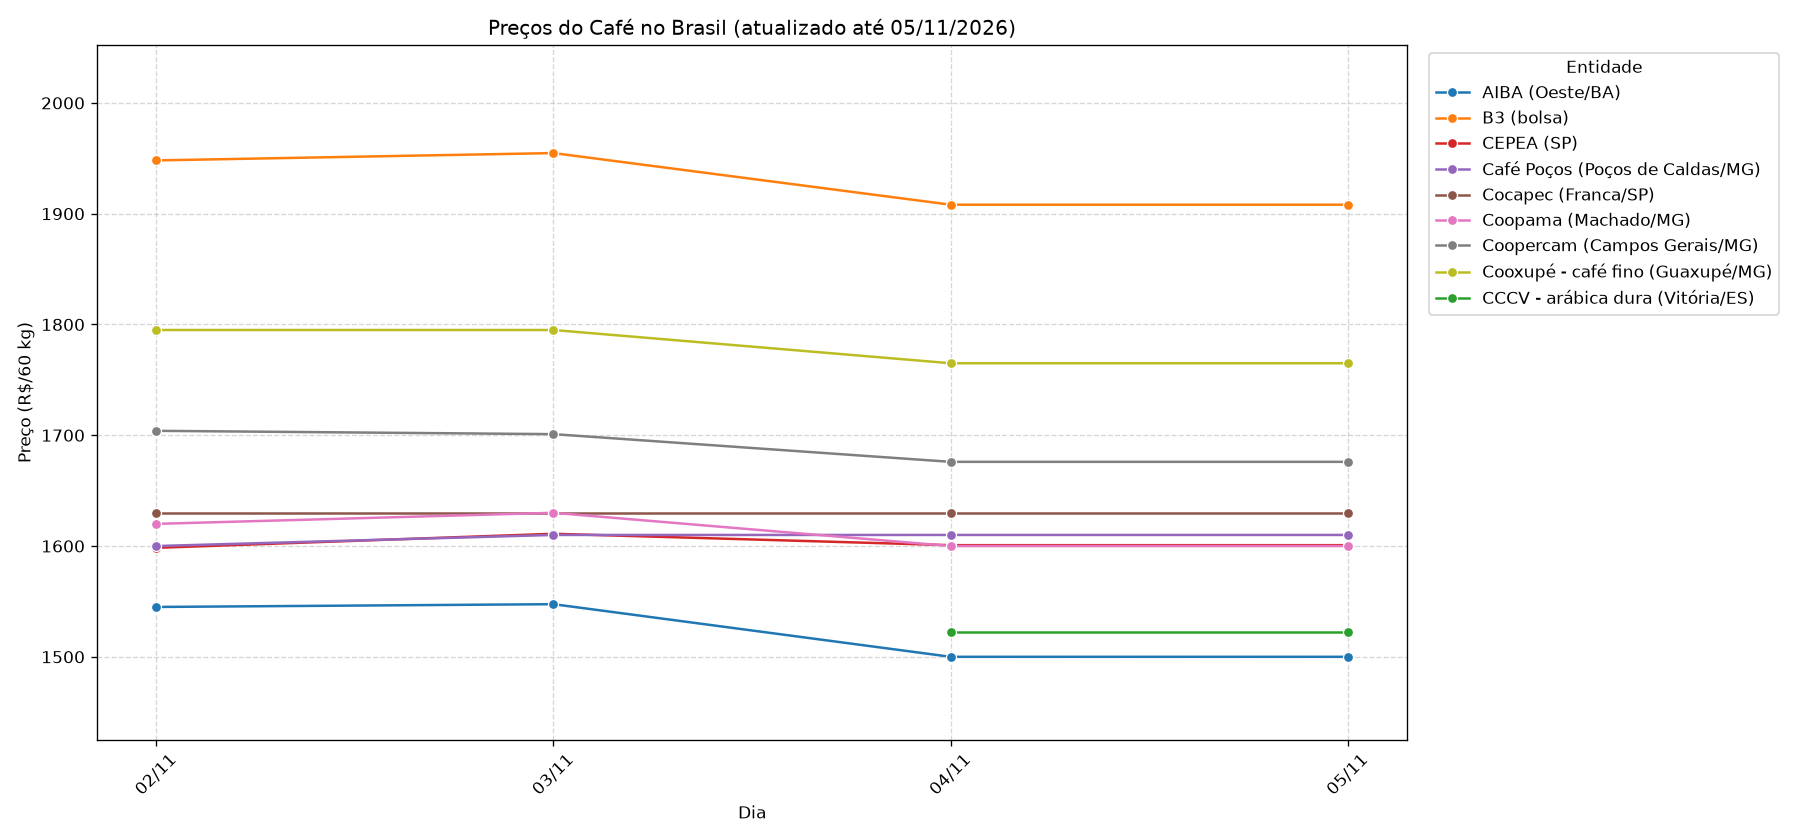 Preços do Café no Brasil (atualizado até 05/11/2026)
Entidade
AIBA (Oeste/BA)
B3 (bolsa)
CEPEA (SP)
Café Poços (Poços de Caldas/MG)
Cocapec (Franca/SP)
Coopama (Machado/MG)
Coopercam (Campos Gerais/MG)
Cooxupé - café fino (Guaxupé/MG)
CCCV - arábica dura (Vitória/ES)
Preço (R$/60 kg)
2000
1900
1800
1700
1600
1500
02/11
03/11
04/11
05/11
Dia